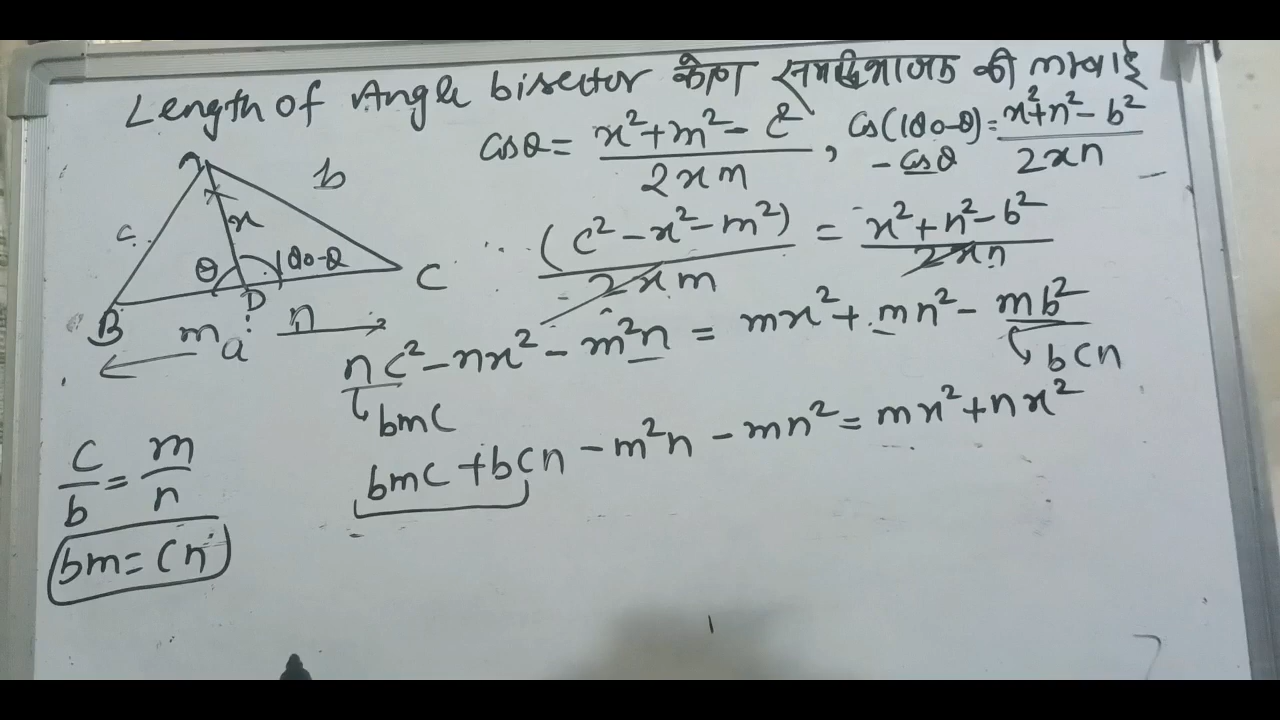 Length of Angle bisector कोण समद्विभाजक की लम्बाई
cosθ = x²+m²-c² / 2xm , cos(180-θ) = x²+n²-b² / 2xn
-cosθ
A
b
c
x
θ
180-θ
B
D
C
m
n
a
∴ (c²-x²-m²) / 2xm = x²+n²-b² / 2xn
nc²-nx²-m²n = mx²+mn²-mb²
bmc
bcn
bmc+bcn-m²n-mn² = mx²+nx²
c/b = m/n
bm=cn